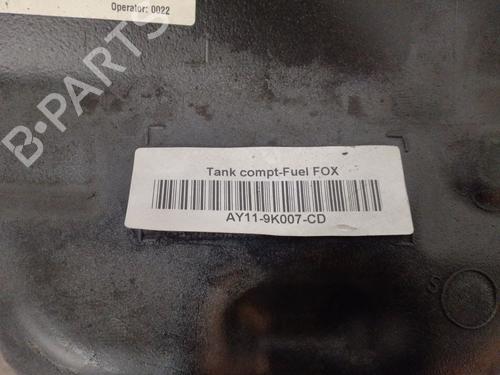 Operator: 0022
B-PARTS
Tank compt-Fuel FOX
AY11-9K007-CD
S